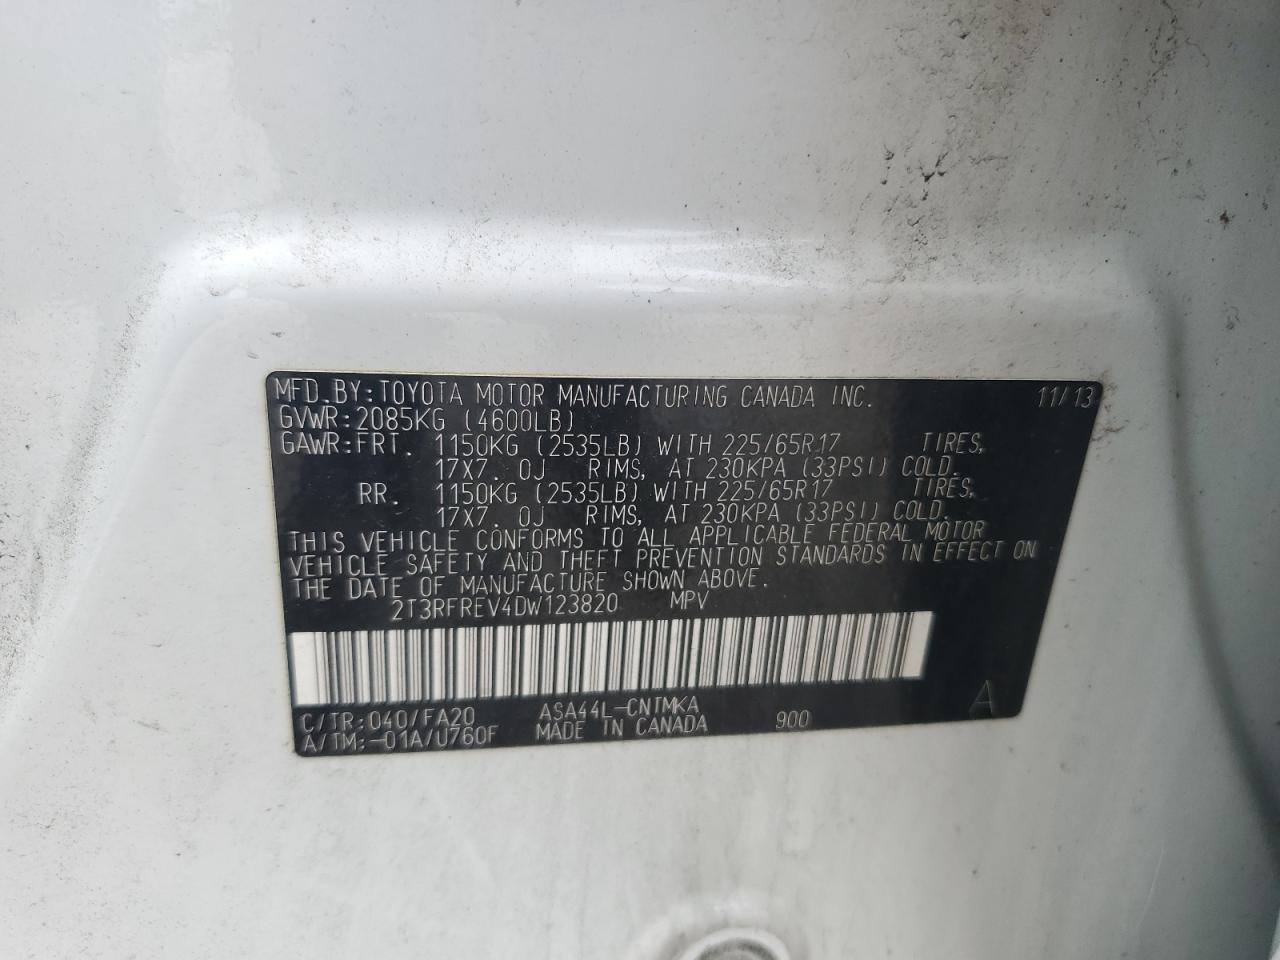 MFD.BY:TOYOTA MOTOR MANUFACTURING CANADA INC. 11/13
GVWR:2085KG (4600LB)
GAWR:FRT. 1150KG (2535LB) WITH 225/65R17 TIRES,
17X7.0J RIMS, AT 230KPA (33PSI) COLD.
RR. 1150KG (2535LB) WITH 225/65R17 TIRES,
17X7.0J RIMS, AT 230KPA (33PSI) COLD.
THIS VEHICLE CONFORMS TO ALL APPLICABLE FEDERAL MOTOR
VEHICLE SAFETY AND THEFT PREVENTION STANDARDS IN EFFECT ON
THE DATE OF MANUFACTURE SHOWN ABOVE.
2T3RFREV4DW123820 MPV
C/TR:040/FA20 ASA44L-CNTMKA
A/TM:-01A/U760F MADE IN CANADA 900 A